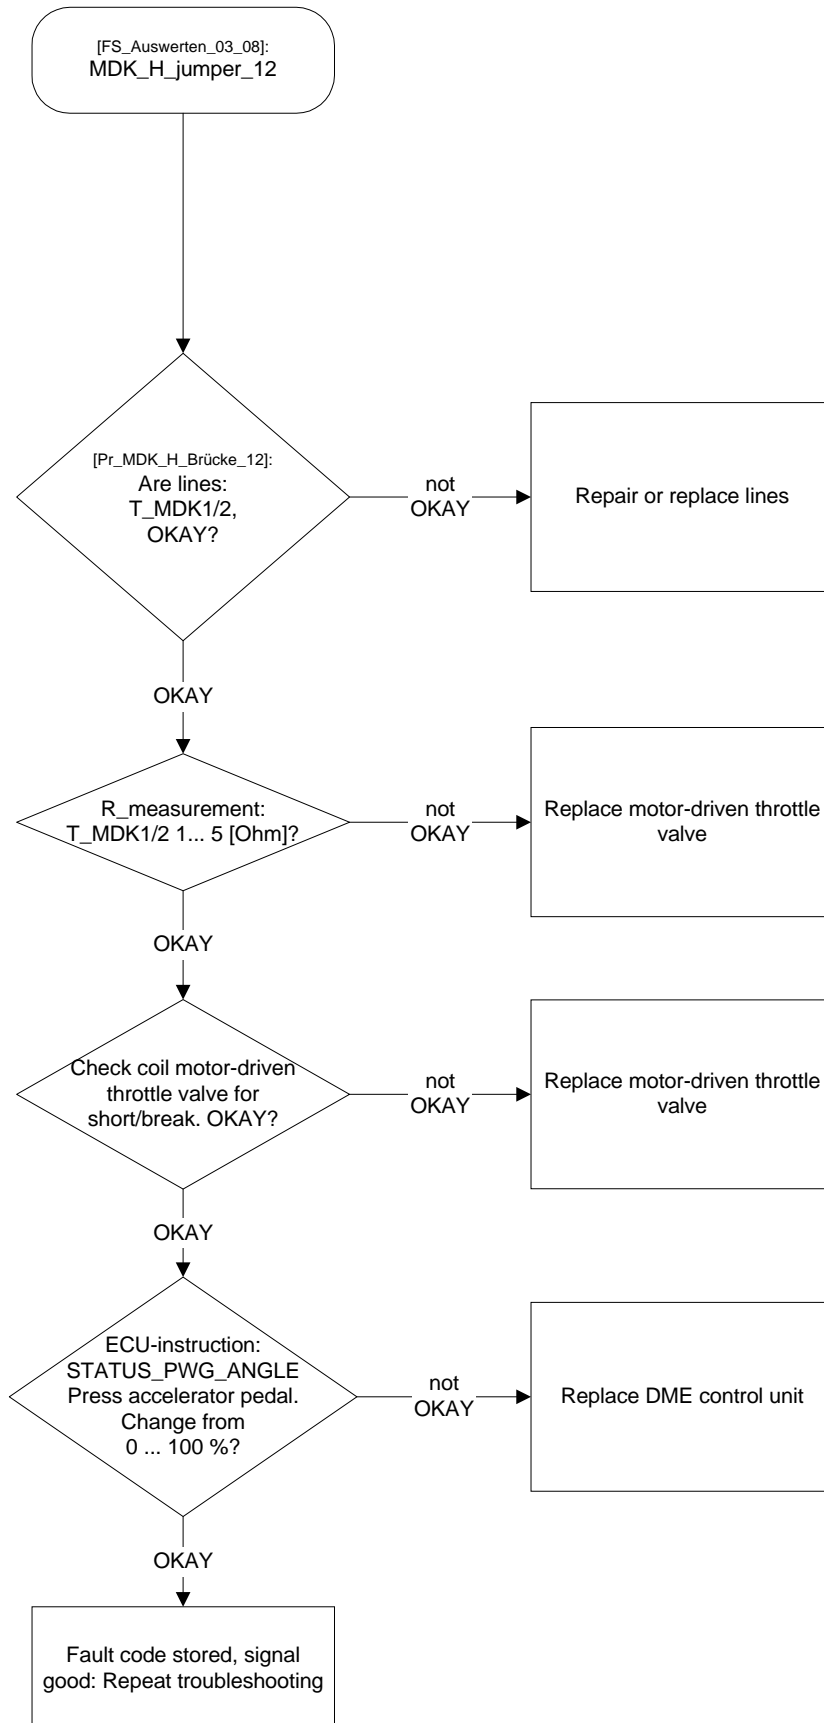 [FS_Auswerten_03_08]:
MDK_H_jumper_12
[Pr_MDK_H_Brücke_12]:
Are lines:
T_MDK1/2,
OKAY?
not
OKAY
Repair or replace lines
OKAY
R_measurement:
T_MDK1/2 1... 5 [Ohm]?
not
OKAY
Replace motor-driven throttle
valve
OKAY
Check coil motor-driven
throttle valve for
short/break. OKAY?
not
OKAY
Replace motor-driven throttle
valve
OKAY
ECU-instruction:
STATUS_PWG_ANGLE
Press accelerator pedal.
Change from
0 ... 100 %?
not
OKAY
Replace DME control unit
OKAY
Fault code stored, signal
good: Repeat troubleshooting